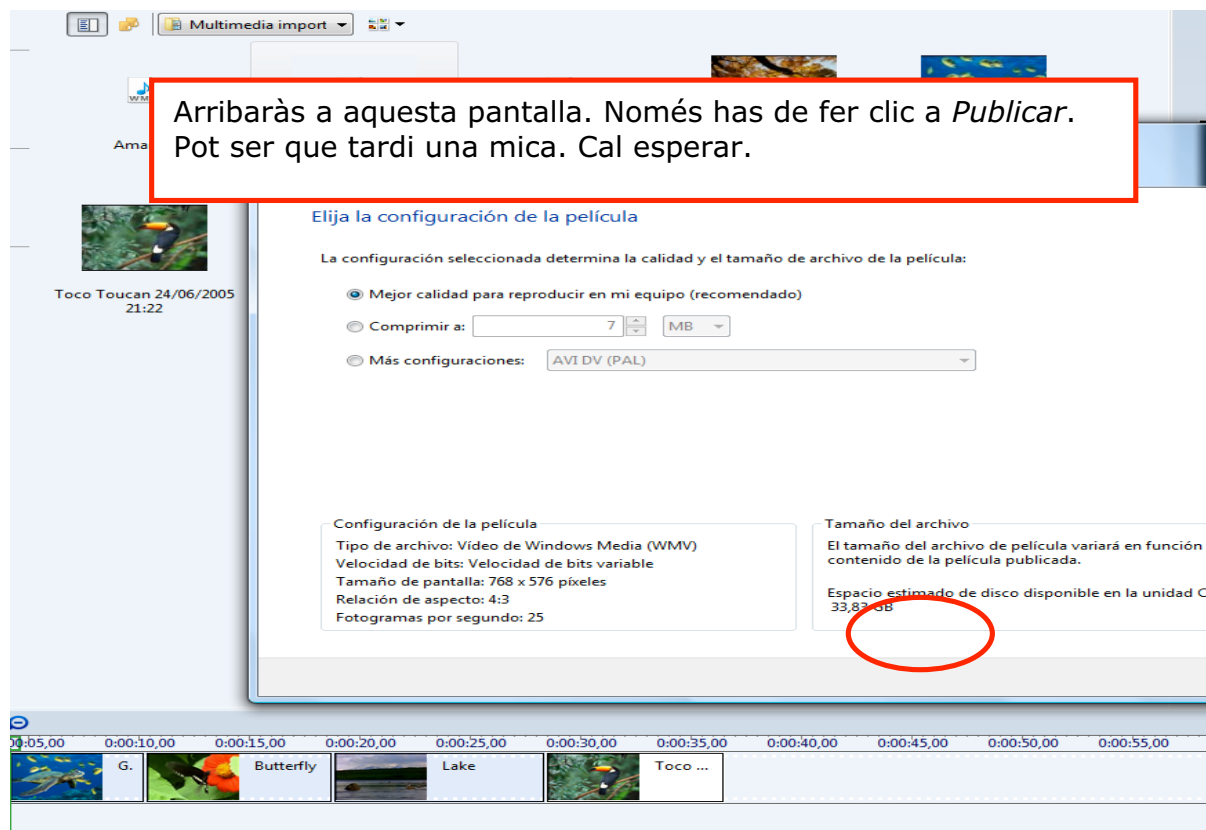 Multimedia import
Arribaràs a aquesta pantalla. Només has de fer clic a Publicar.
Pot ser que tardi una mica. Cal esperar.
Ama
Toco Toucan 24/06/2005
21:22
Elija la configuración de la película
La configuración seleccionada determina la calidad y el tamaño de archivo de la película:
Mejor calidad para reproducir en mi equipo (recomendado)
Comprimir a: 7 MB
Más configuraciones: AVI DV (PAL)
Configuración de la película
Tipo de archivo: Vídeo de Windows Media (WMV)
Velocidad de bits: Velocidad de bits variable
Tamaño de pantalla: 768 x 576 píxeles
Relación de aspecto: 4:3
Fotogramas por segundo: 25
Tamaño del archivo
El tamaño del archivo de película variará en función
contenido de la película publicada.
Espacio estimado de disco disponible en la unidad C
33,83 GB
0:05,00 0:00:10,00 0:00:15,00 0:00:20,00 0:00:25,00 0:00:30,00 0:00:35,00 0:00:40,00 0:00:45,00 0:00:50,00 0:00:55,00
G. Butterfly Lake Toco ...